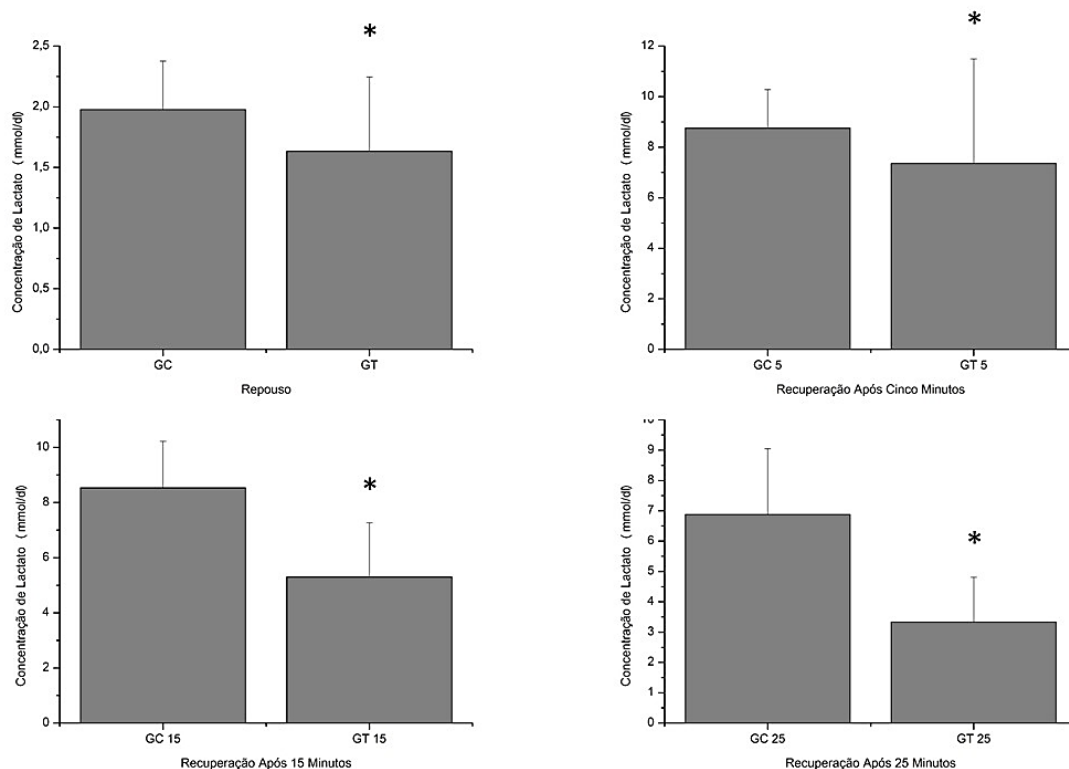 *
2,5
2,0
1,5
1,0
0,5
0,0
Concentração de Lactato ( mmol/dl)
GC
GT
Repouso
*
12
10
8
6
4
2
0
Concentração de Lactato ( mmol/dl)
GC 5
GT 5
Recuperação Após Cinco Minutos
*
10
8
6
4
2
0
Concentração de Lactato ( mmol/dl)
GC 15
GT 15
Recuperação Após 15 Minutos
*
10
9
8
7
6
5
4
3
2
1
0
Concentração de Lactato ( mmol/dl)
GC 25
GT 25
Recuperação Após 25 Minutos